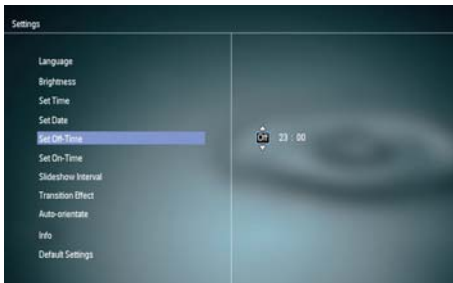 Settings
Language
Brightness
Set Time
Set Date
Set Off-Time
Off 23 : 00
Set On-Time
Slideshow Interval
Transition Effect
Auto-orientate
Info
Default Settings